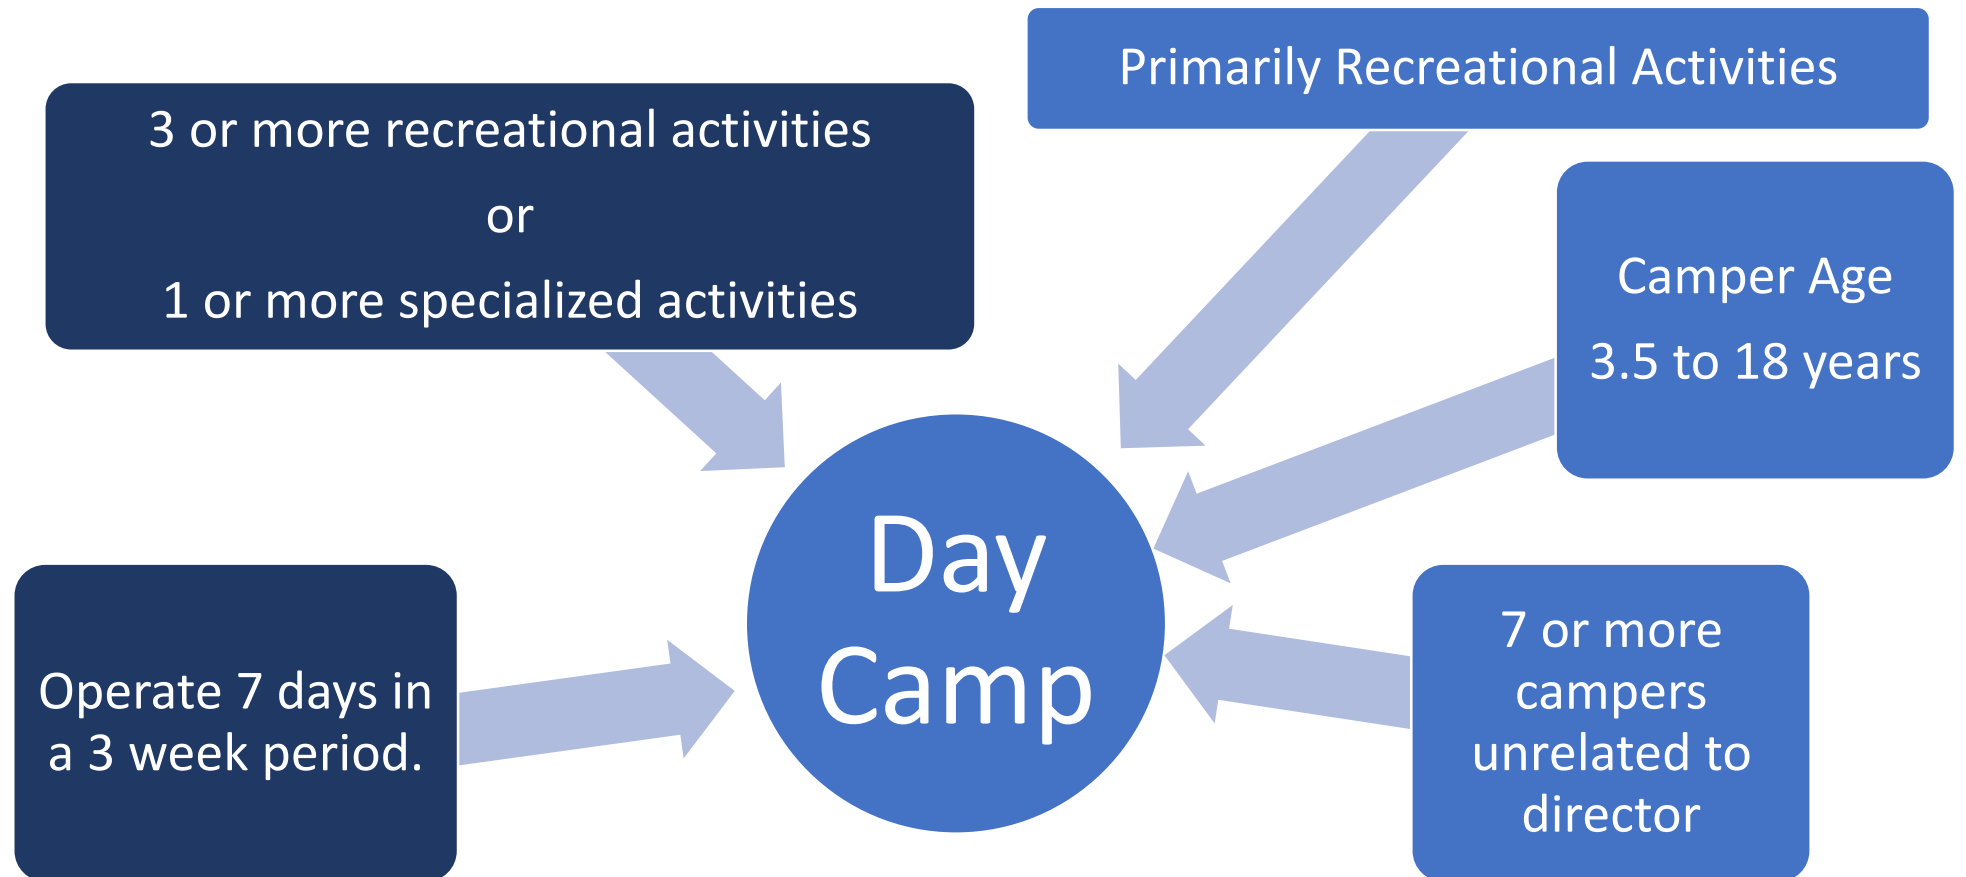 Primarily Recreational Activities
3 or more recreational activities
or
1 or more specialized activities
Camper Age
3.5 to 18 years
Day
Camp
Operate 7 days in
a 3 week period.
7 or more
campers
unrelated to
director